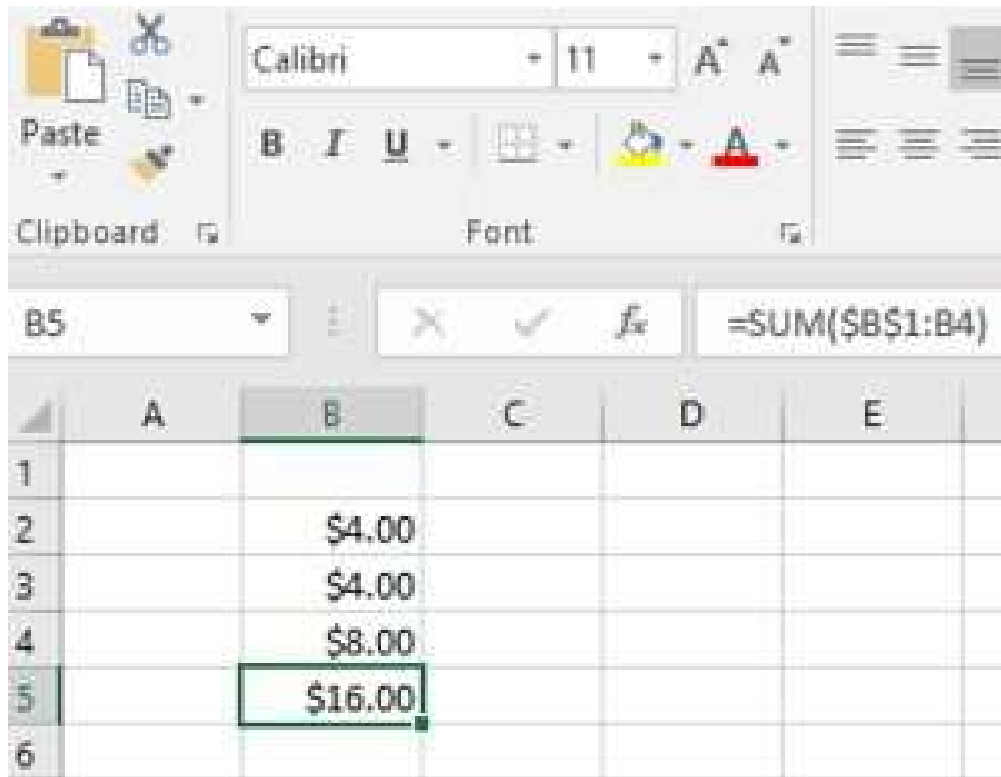 Calibri 11 A A
Paste
B I U A
Clipboard Font
B5 fx =SUM($B$1:B4)
A B C D E
1
2 $4.00
3 $4.00
4 $8.00
5 $16.00
6